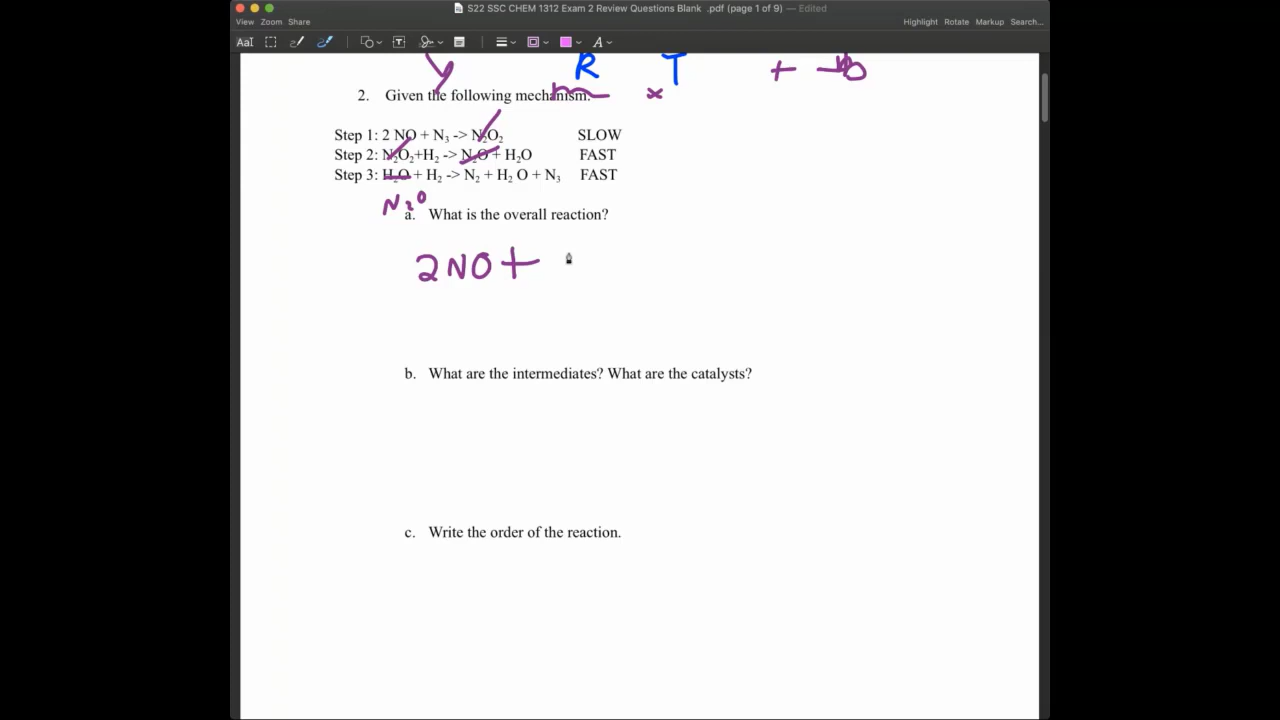 S22 SSC CHEM 1312 Exam 2 Review Questions Blank .pdf (page 1 of 9) — Edited
View Zoom Share Highlight Rotate Markup Search...
AaI T A
y R T + →
2. Given the following mechanism:
Step 1: 2 NO + N₃ -> N₂O₂ SLOW
Step 2: N₂O₂+H₂ -> N₂O + H₂O FAST
Step 3: H₂O + H₂ -> N₂ + H₂ O + N₃ FAST
N₂O
a. What is the overall reaction?
2NO +
b. What are the intermediates? What are the catalysts?
c. Write the order of the reaction.